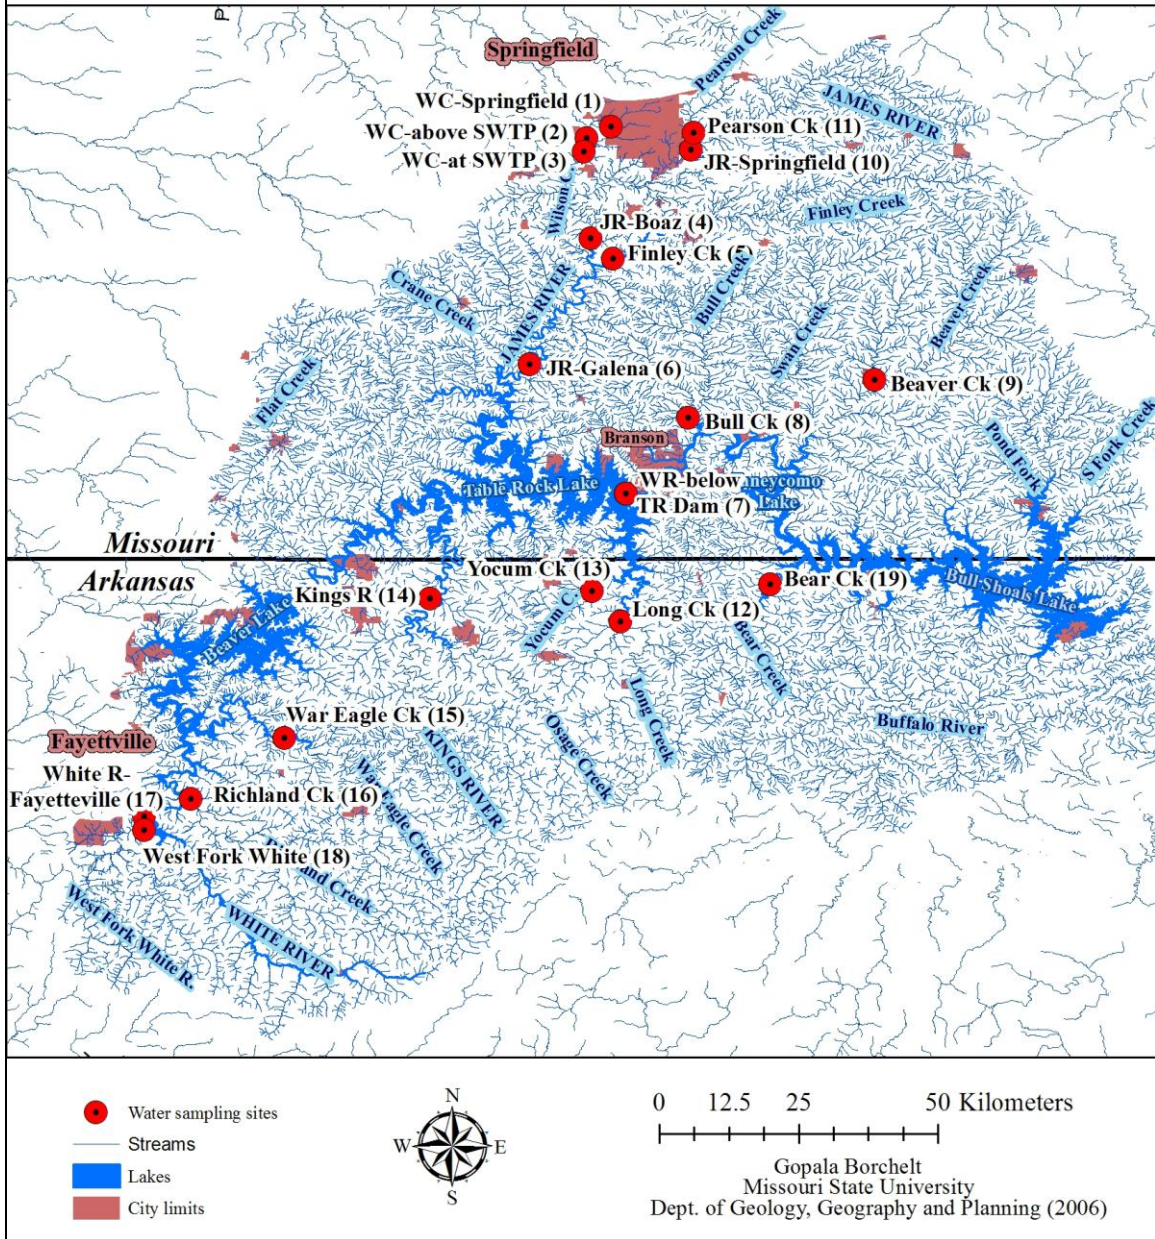 Springfield
Pearson Creek
WC-Springfield (1)
JAMES RIVER
WC-above SWTP (2)
Pearson Ck (11)
WC-at SWTP (3)
JR-Springfield (10)
Wilson C.
Finley Creek
JR-Boaz (4)
Finley Ck (5)
Crane Creek
JAMES RIVER
Bull Creek
Beaver Creek
Swan Creek
JR-Galena (6)
Beaver Ck (9)
Flat Creek
Bull Ck (8)
Branson
Pond Fork
S Fork Creek
Table Rock Lake
WR-below
TR Dam (7)
neycomo
Lake
Missouri
Arkansas
Yocum Ck (13)
Bear Ck (19)
Bull Shoals Lake
Kings R (14)
Long Ck (12)
Yocum C.
Beaver Lake
Bear Creek
War Eagle Ck (15)
Long Creek
Buffalo River
Fayettville
Osage Creek
KINGS RIVER
White R-
Fayetteville (17)
Richland Ck (16)
War Eagle Creek
West Fork White (18)
land Creek
West Fork White R.
WHITE RIVER
Water sampling sites
Streams
Lakes
City limits
N
W E
S
0 12.5 25 50 Kilometers
Gopala Borchelt
Missouri State University
Dept. of Geology, Geography and Planning (2006)